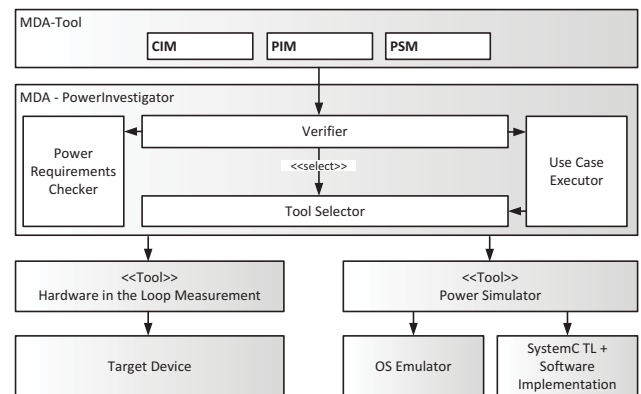 MDA-Tool
CIM
PIM
PSM
MDA - PowerInvestigator
Verifier
Power
Requirements
Checker
<<select>>
Use Case
Executor
Tool Selector
<<Tool>>
Hardware in the Loop Measurement
<<Tool>>
Power Simulator
Target Device
OS Emulator
SystemC TL +
Software
Implementation